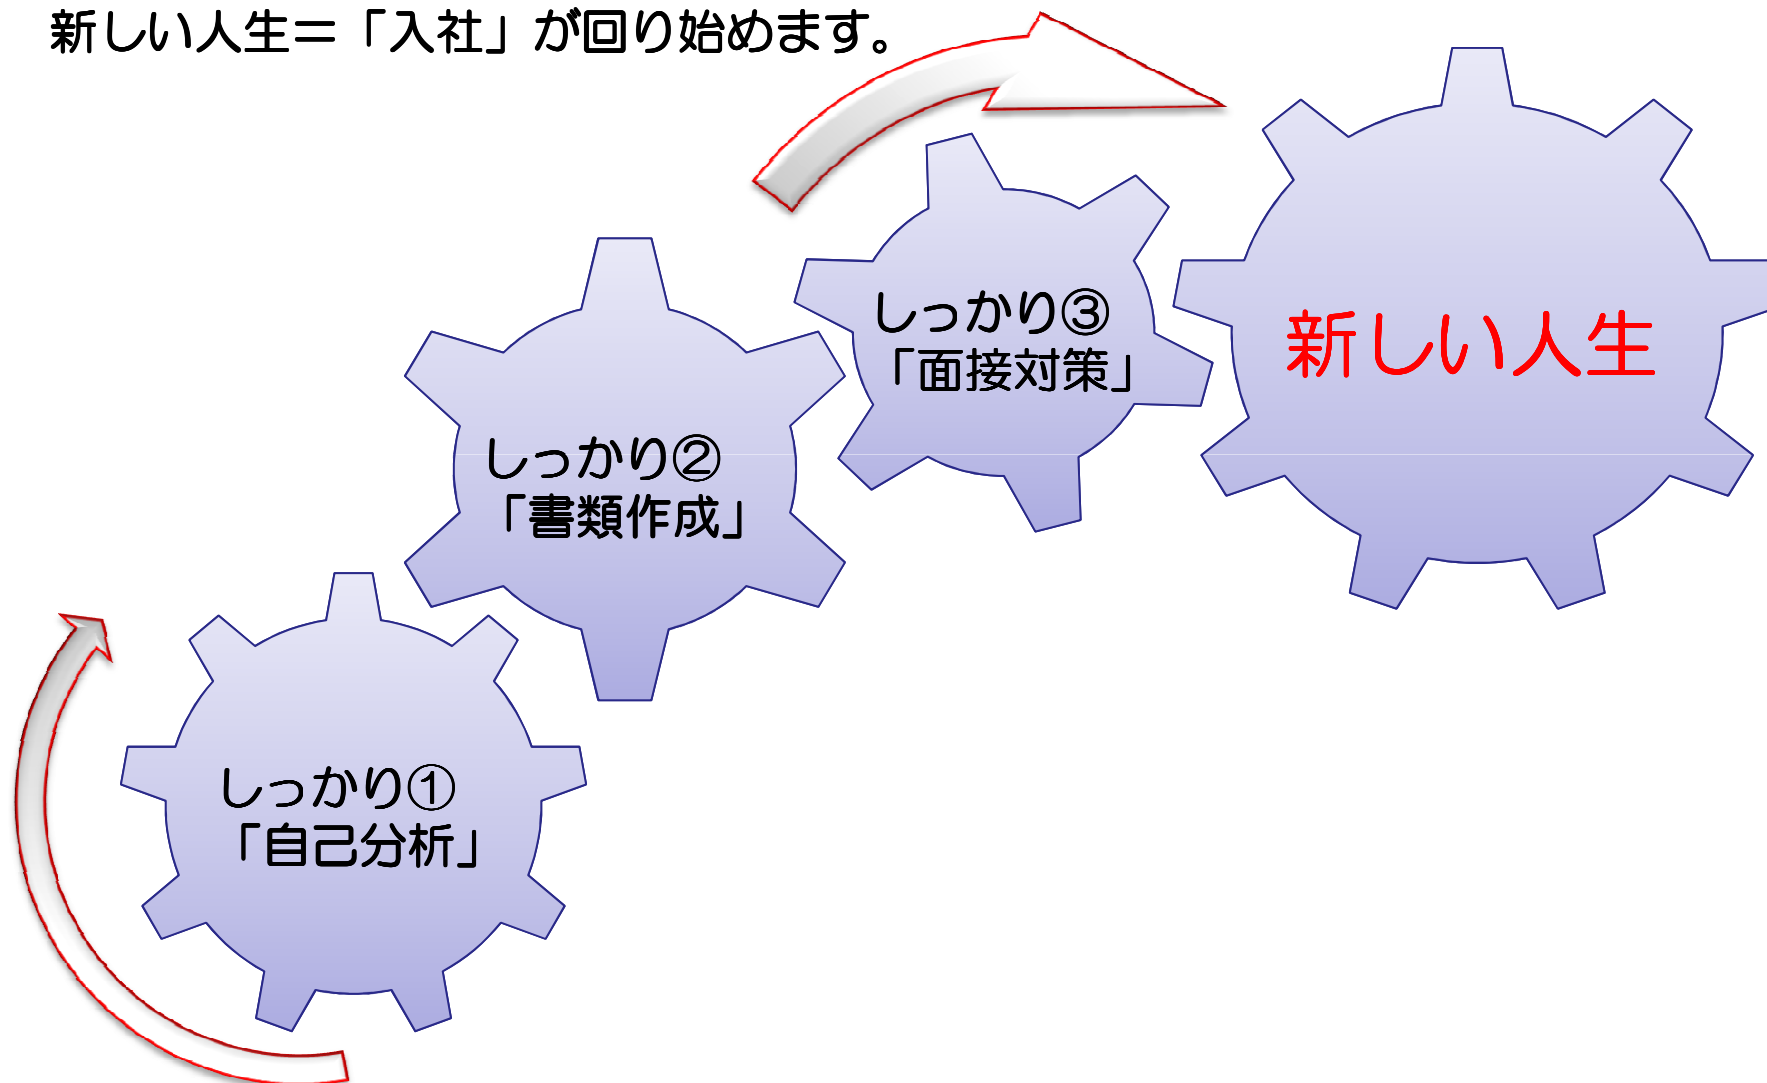 新しい人生＝「入社」が回り始めます。
しっかり③
「面接対策」
新しい人生
しっかり②
「書類作成」
しっかり①
「自己分析」